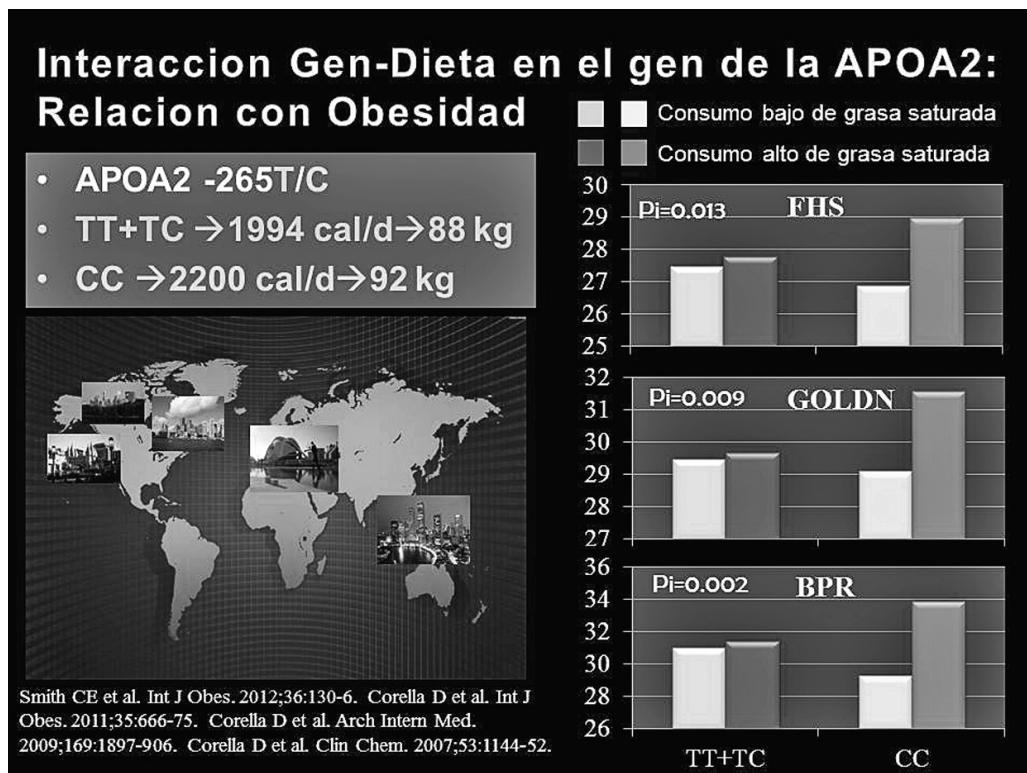 Interaccion Gen-Dieta en el gen de la APOA2:
Relacion con Obesidad
Consumo bajo de grasa saturada
Consumo alto de grasa saturada
• APOA2 -265T/C
• TT+TC →1994 cal/d→88 kg
• CC →2200 cal/d→92 kg
30
29
28
27
26
25
Pi=0.013
FHS
32
31
30
29
28
27
Pi=0.009
GOLDN
36
34
32
30
28
26
Pi=0.002
BPR
TT+TC
CC
Smith CE et al. Int J Obes. 2012;36:130-6. Corella D et al. Int J
Obes. 2011;35:666-75. Corella D et al. Arch Intern Med.
2009;169:1897-906. Corella D et al. Clin Chem. 2007;53:1144-52.